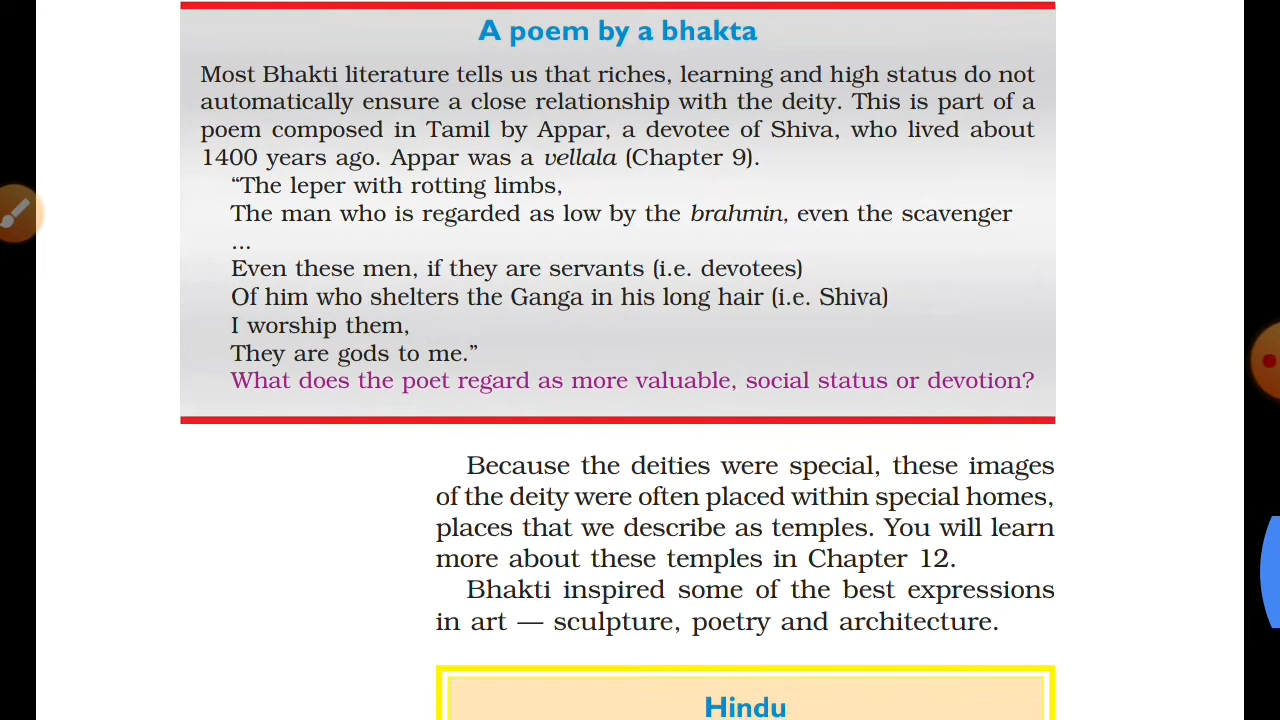 A poem by a bhakta
Most Bhakti literature tells us that riches, learning and high status do not
automatically ensure a close relationship with the deity. This is part of a
poem composed in Tamil by Appar, a devotee of Shiva, who lived about
1400 years ago. Appar was a vellala (Chapter 9).
“The leper with rotting limbs,
The man who is regarded as low by the brahmin, even the scavenger
...
Even these men, if they are servants (i.e. devotees)
Of him who shelters the Ganga in his long hair (i.e. Shiva)
I worship them,
They are gods to me.”
What does the poet regard as more valuable, social status or devotion?
Because the deities were special, these images
of the deity were often placed within special homes,
places that we describe as temples. You will learn
more about these temples in Chapter 12.
Bhakti inspired some of the best expressions
in art — sculpture, poetry and architecture.
Hindu